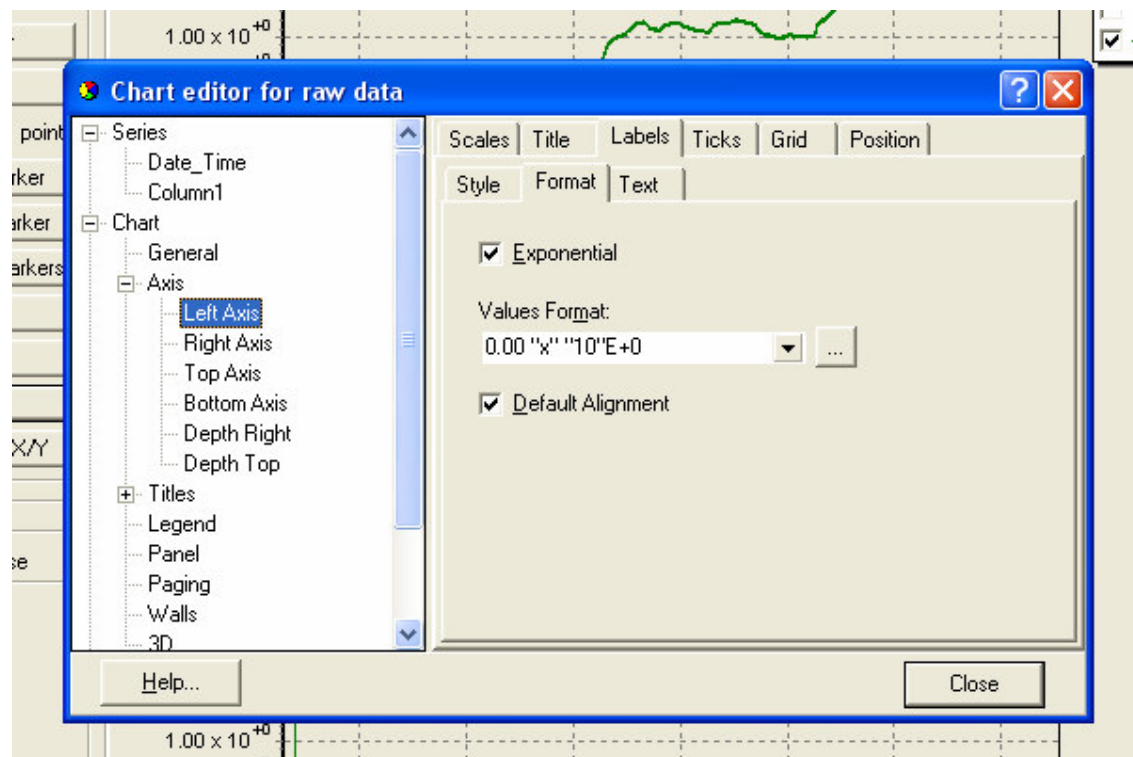 1.00 x 10+0
Chart editor for raw data
point
rker
arker
arkers
X/Y
se
Series
Date_Time
Column1
Chart
General
Axis
Left Axis
Right Axis
Top Axis
Bottom Axis
Depth Right
Depth Top
Titles
Legend
Panel
Paging
Walls
3D
Scales Title Labels Ticks Grid Position
Style Format Text
Exponential
Values Format:
0.00 "x" "10"E+0
...
Default Alignment
Help...
Close
1.00 x 10+0